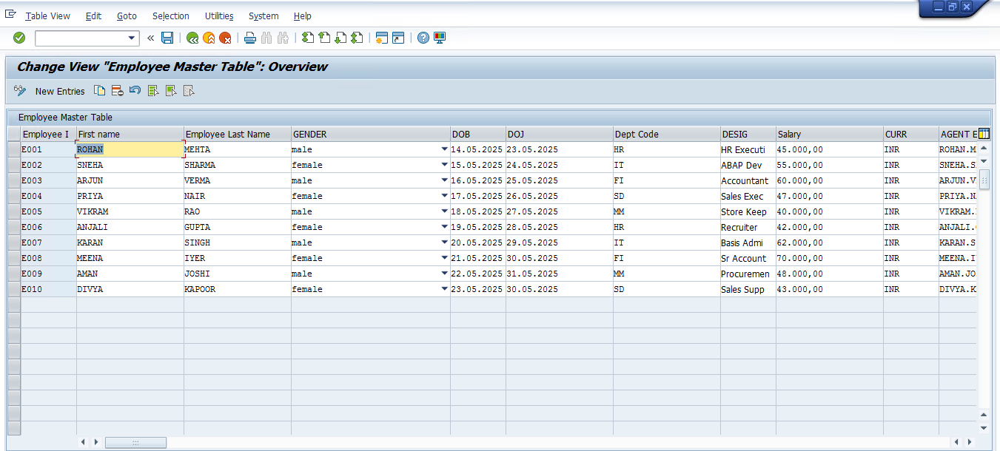 Table View Edit Goto Selection Utilities System Help
Change View "Employee Master Table": Overview
New Entries
Employee Master Table
Employee I First name Employee Last Name GENDER DOB DOJ Dept Code DESIG Salary CURR AGENT E
E001 ROHAN MEHTA male 14.05.2025 23.05.2025 HR HR Executi 45.000,00 INR ROHAN.M
E002 SNEHA SHARMA female 15.05.2025 24.05.2025 IT ABAP Dev 55.000,00 INR SNEHA.S
E003 ARJUN VERMA male 16.05.2025 25.05.2025 FI Accountant 60.000,00 INR ARJUN.V
E004 PRIYA NAIR female 17.05.2025 26.05.2025 SD Sales Exec 47.000,00 INR PRIYA.N
E005 VIKRAM RAO male 18.05.2025 27.05.2025 MM Store Keep 40.000,00 INR VIKRAM.
E006 ANJALI GUPTA female 19.05.2025 28.05.2025 HR Recruiter 42.000,00 INR ANJALI.
E007 KARAN SINGH male 20.05.2025 29.05.2025 IT Basis Admi 62.000,00 INR KARAN.S
E008 MEENA IYER female 21.05.2025 30.05.2025 FI Sr Account 70.000,00 INR MEENA.I
E009 AMAN JOSHI male 22.05.2025 31.05.2025 MM Procuremen 48.000,00 INR AMAN.JO
E010 DIVYA KAPOOR female 23.05.2025 30.05.2025 SD Sales Supp 43.000,00 INR DIVYA.K